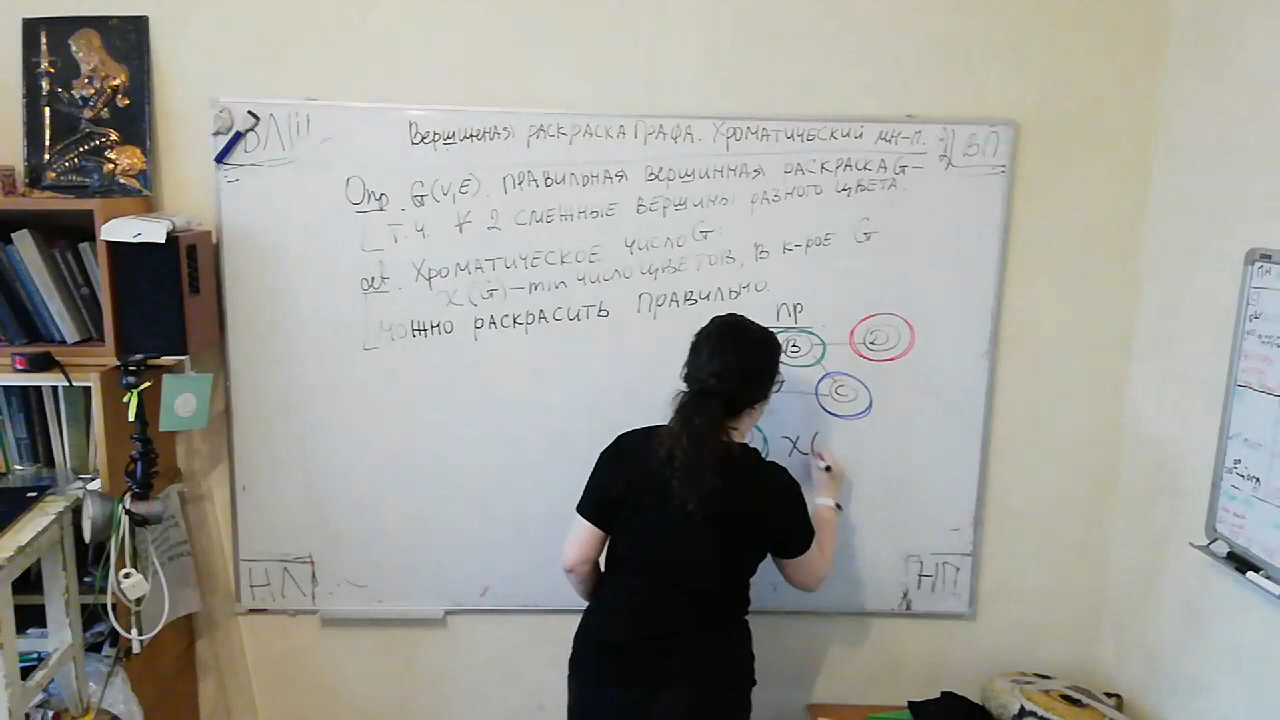 ВЛ
Вершинная раскраска графа. Хроматический мн-н.
ВП
Опр. G(V,E). Правильная вершинная раскраска G–
т.ч. ∀ 2 смежные вершины разного цвета.
def. Хроматическое число G:
χ(G)–min число цветов, в к-рое G
можно раскрасить правильно.
пр
B D
C
χ(
НЛ
НП